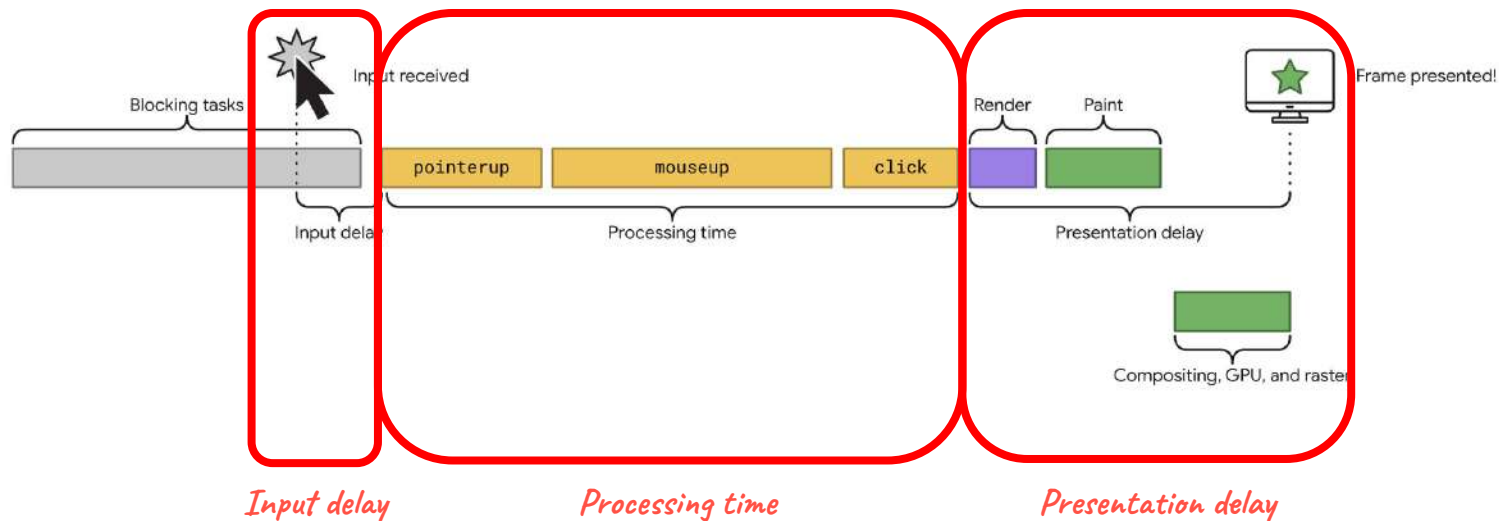 Input received
Frame presented!
Blocking tasks
Render
Paint
pointerup
mouseup
click
Input delay
Processing time
Presentation delay
Compositing, GPU, and raster
Input delay
Processing time
Presentation delay